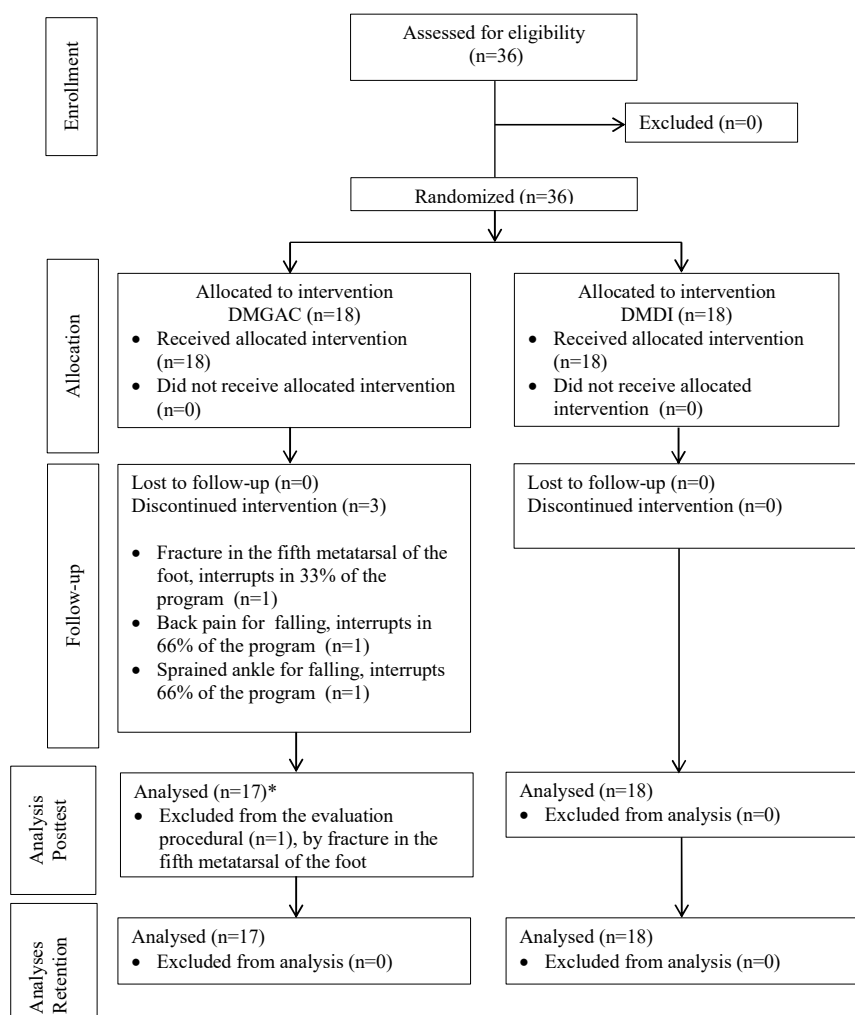 Enrollment
Assessed for eligibility
(n=36)
Excluded (n=0)
Randomized (n=36)
Allocation
Allocated to intervention
DMGAC (n=18)
• Received allocated intervention
(n=18)
• Did not receive allocated intervention
(n=0)
Allocated to intervention
DMDI (n=18)
• Received allocated intervention
(n=18)
• Did not receive allocated
intervention (n=0)
Follow-up
Lost to follow-up (n=0)
Discontinued intervention (n=3)
• Fracture in the fifth metatarsal of the
foot, interrupts in 33% of the
program (n=1)
• Back pain for falling, interrupts in
66% of the program (n=1)
• Sprained ankle for falling, interrupts
66% of the program (n=1)
Lost to follow-up (n=0)
Discontinued intervention (n=0)
Analysis
Posttest
Analysed (n=17)*
• Excluded from the evaluation
procedural (n=1), by fracture in the
fifth metatarsal of the foot
Analysed (n=18)
• Excluded from analysis (n=0)
Analyses
Retention
Analysed (n=17)
• Excluded from analysis (n=0)
Analysed (n=18)
• Excluded from analysis (n=0)